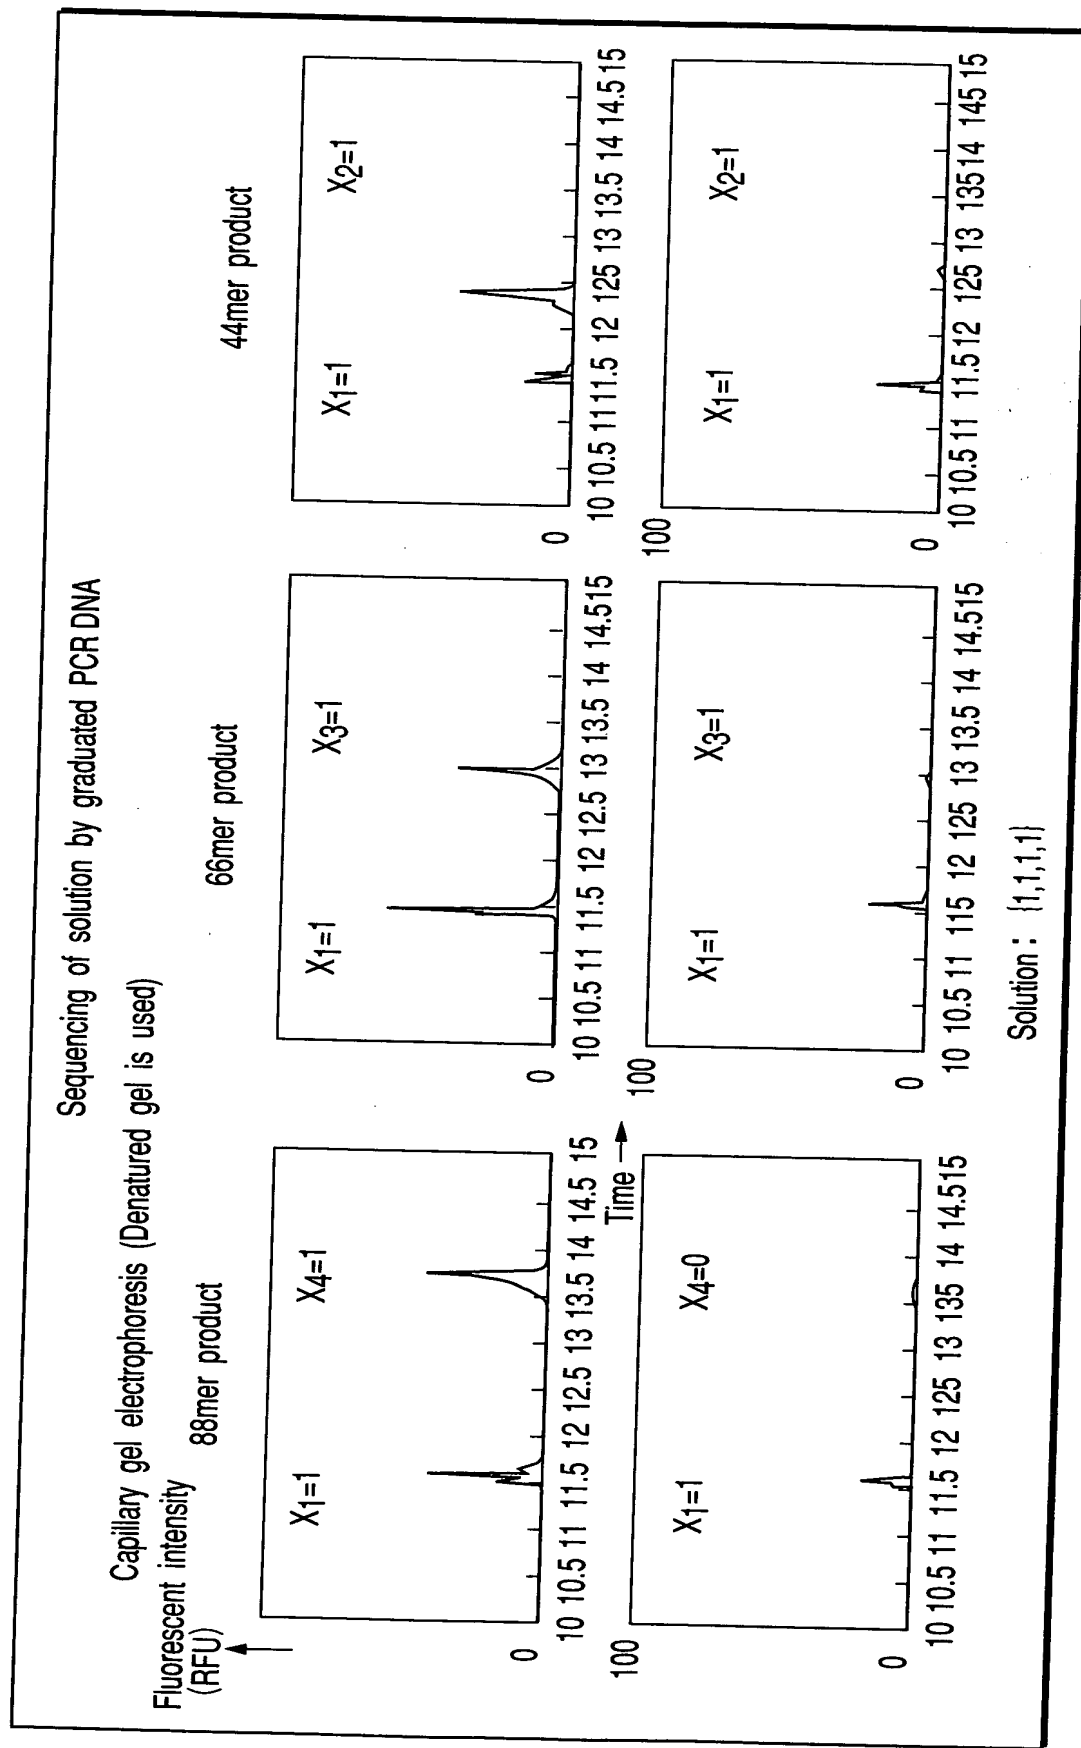 Sequencing of solution by graduated PCR DNA
Capillary gel electrophoresis (Denatured gel is used)
Fluorescent intensity
(RFU)
88mer product
66mer product
44mer product
X1=1
X4=1
0
10 10.5 11 11.5 12 12.5 13 13.5 14 14.5 15
X1=1
X3=1
0
10 10.5 11 11.5 12 12.5 13 13.5 14 14.515
X1=1
X2=1
0
10 10.5 1111.5 12 125 13 13.5 14 14.515
Time
100
X1=1
X4=0
0
10 10.5 11 11.5 12 125 13 135 14 14.515
100
X1=1
X3=1
0
10 10.5 11 115 12 125 13 13.5 14 14.515
100
X1=1
X2=1
0
10 10.5 11 11.5 12 125 13 13514 145 15
Solution : {1,1,1,1}